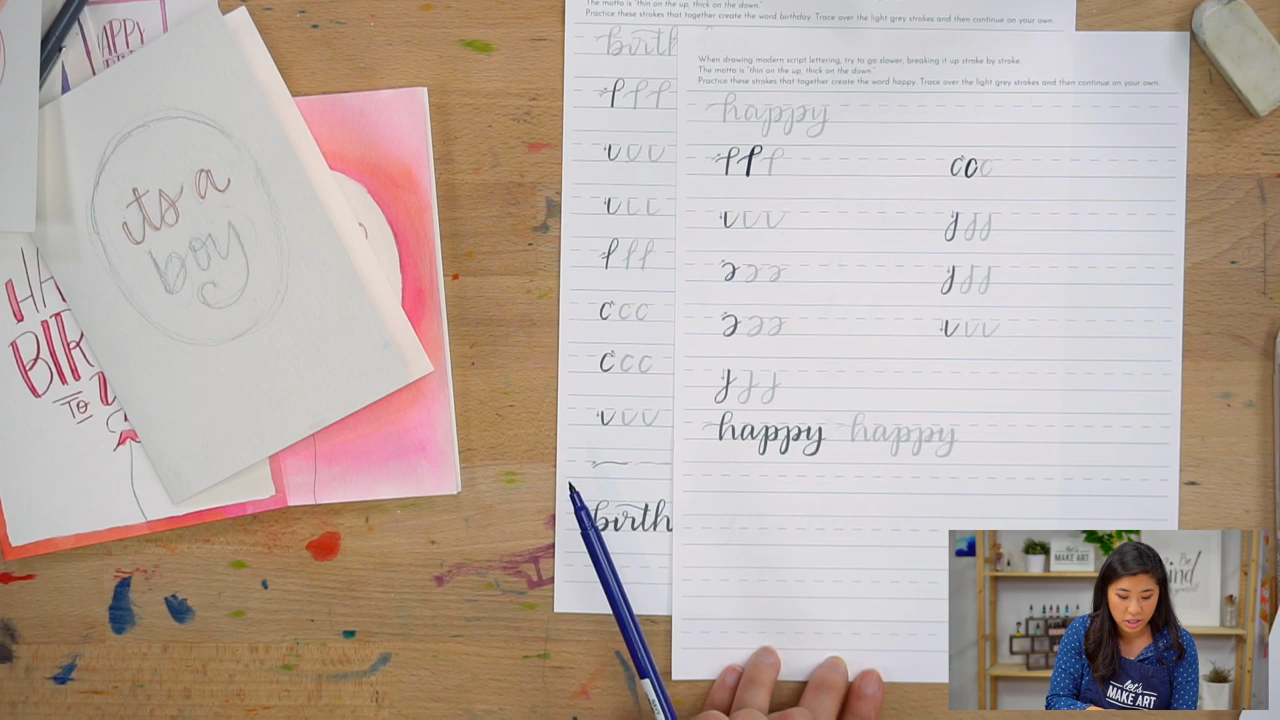 HAPPY
its a
boy
HA
BIR
TO
The motto is "thin on the up, thick on the down."
Practice these strokes that together create the word birthday. Trace over the light grey strokes and then continue on your own.
birth
birth
When drawing modern script lettering, try to go slower, breaking it up stroke by stroke.
The motto is "thin on the up, thick on the down."
Practice these strokes that together create the word happy. Trace over the light grey strokes and then continue on your own.
happy
happy happy
let's
MAKE ART
Be
let's
MAKE ART